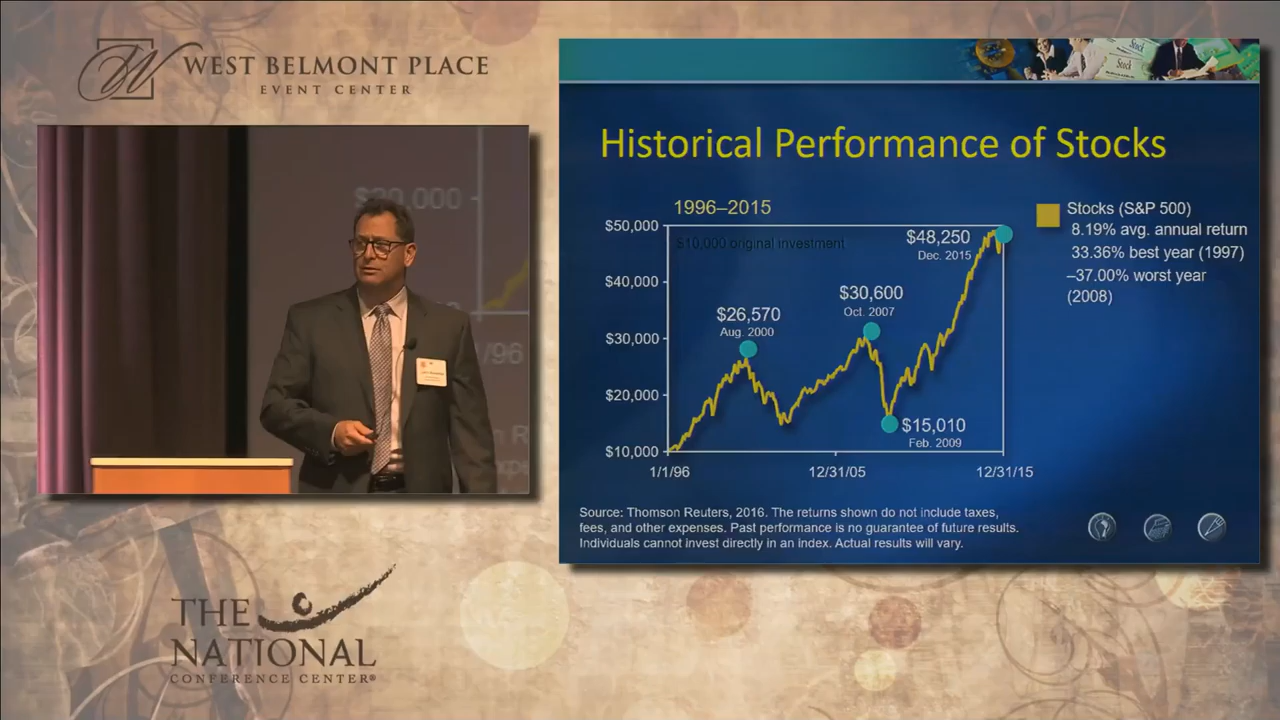 WEST BELMONT PLACE
EVENT CENTER
$20,000
/96
Historical Performance of Stocks
1996–2015
$50,000
$40,000
$30,000
$20,000
$10,000
$10,000 original investment
$26,570
Aug. 2000
$30,600
Oct. 2007
$48,250
Dec. 2015
$15,010
Feb. 2009
1/1/96
12/31/05
12/31/15
Stocks (S&P 500)
8.19% avg. annual return
33.36% best year (1997)
–37.00% worst year
(2008)
Source: Thomson Reuters, 2016. The returns shown do not include taxes,
fees, and other expenses. Past performance is no guarantee of future results.
Individuals cannot invest directly in an index. Actual results will vary.
Stock
Stock
THE
NATIONAL
CONFERENCE CENTER®